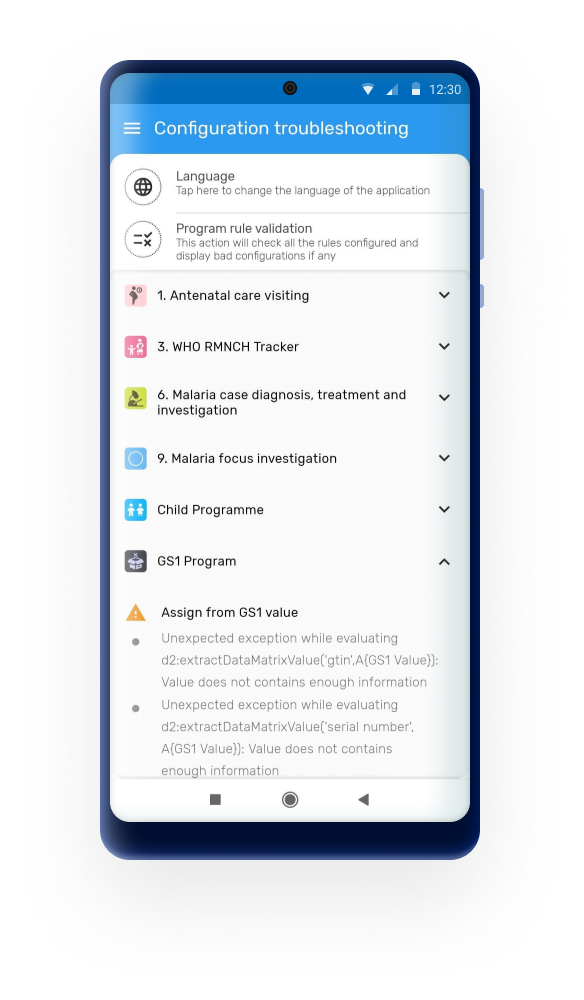 12:30
Configuration troubleshooting
Language
Tap here to change the language of the application
Program rule validation
This action will check all the rules configured and
display bad configurations if any
1. Antenatal care visiting
3. WHO RMNCH Tracker
6. Malaria case diagnosis, treatment and
investigation
9. Malaria focus investigation
Child Programme
GS1 Program
Assign from GS1 value
Unexpected exception while evaluating
d2:extractDataMatrixValue('gtin',A{GS1 Value}):
Value does not contains enough information
Unexpected exception while evaluating
d2:extractDataMatrixValue('serial number',
A{GS1 Value}): Value does not contains
enough information